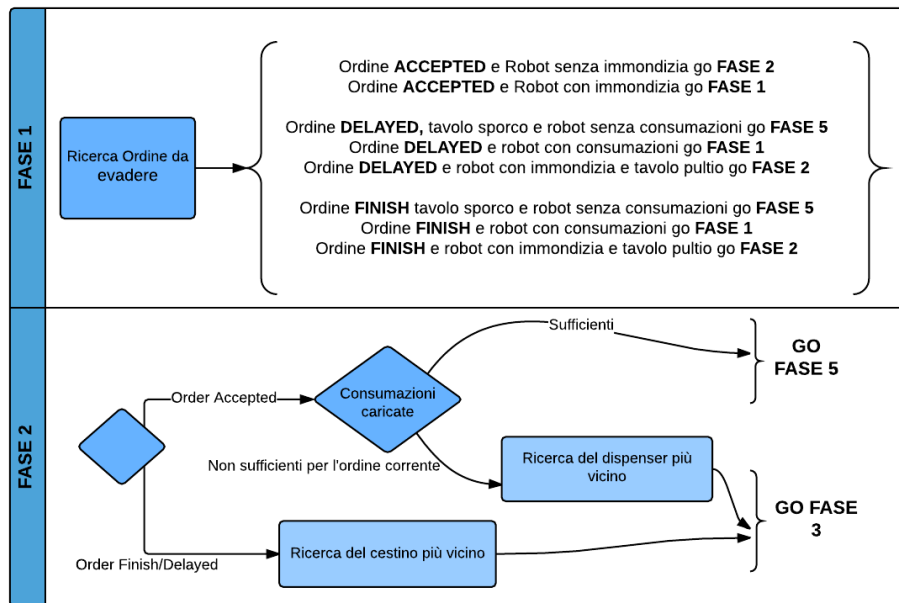 FASE 1
Ricerca Ordine da
evadere
Ordine ACCEPTED e Robot senza immondizia go FASE 2
Ordine ACCEPTED e Robot con immondizia go FASE 1
Ordine DELAYED, tavolo sporco e robot senza consumazioni go FASE 5
Ordine DELAYED e robot con consumazioni go FASE 1
Ordine DELAYED e robot con immondizia e tavolo pultio go FASE 2
Ordine FINISH tavolo sporco e robot senza consumazioni go FASE 5
Ordine FINISH e robot con consumazioni go FASE 1
Ordine FINISH e robot con immondizia e tavolo pultio go FASE 2
FASE 2
Sufficienti
GO
FASE 5
Order Accepted
Consumazioni
caricate
Non sufficienti per l'ordine corrente
Ricerca del dispenser più
vicino
GO FASE
3
Ricerca del cestino più vicino
Order Finish/Delayed